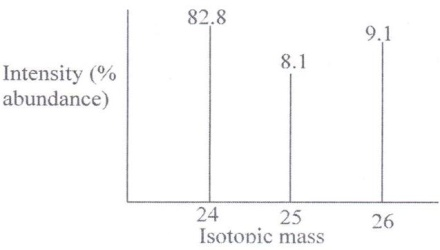 82.8
9.1
8.1
Intensity (%
abundance)
24
25
26
Isotopic mass